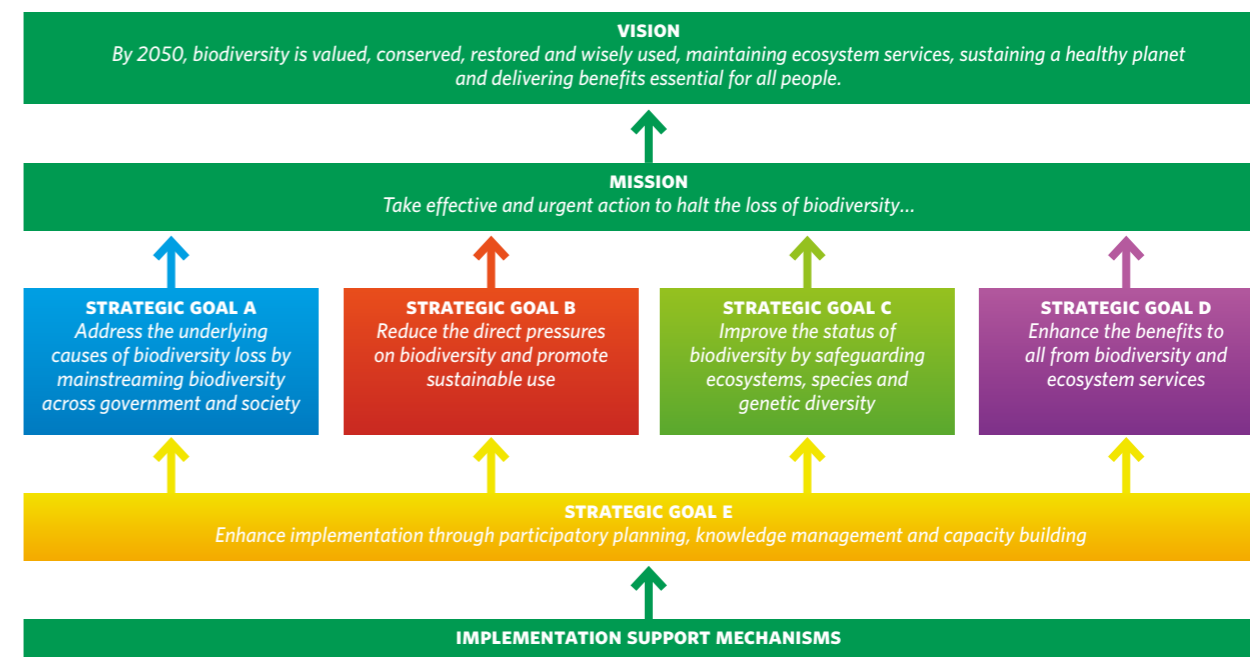 VISION
By 2050, biodiversity is valued, conserved, restored and wisely used, maintaining ecosystem services, sustaining a healthy planet
and delivering benefits essential for all people.
MISSION
Take effective and urgent action to halt the loss of biodiversity...
STRATEGIC GOAL A
Address the underlying
causes of biodiversity loss by
mainstreaming biodiversity
across government and society
STRATEGIC GOAL B
Reduce the direct pressures
on biodiversity and promote
sustainable use
STRATEGIC GOAL C
Improve the status of
biodiversity by safeguarding
ecosystems, species and
genetic diversity
STRATEGIC GOAL D
Enhance the benefits to
all from biodiversity and
ecosystem services
STRATEGIC GOAL E
Enhance implementation through participatory planning, knowledge management and capacity building
IMPLEMENTATION SUPPORT MECHANISMS